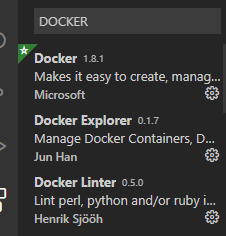 DOCKER
Docker 1.8.1
Makes it easy to create, manag...
Microsoft
Docker Explorer 0.1.7
Manage Docker Containers, D...
Jun Han
Docker Linter 0.5.0
Lint perl, python and/or ruby i...
Henrik Sjööh